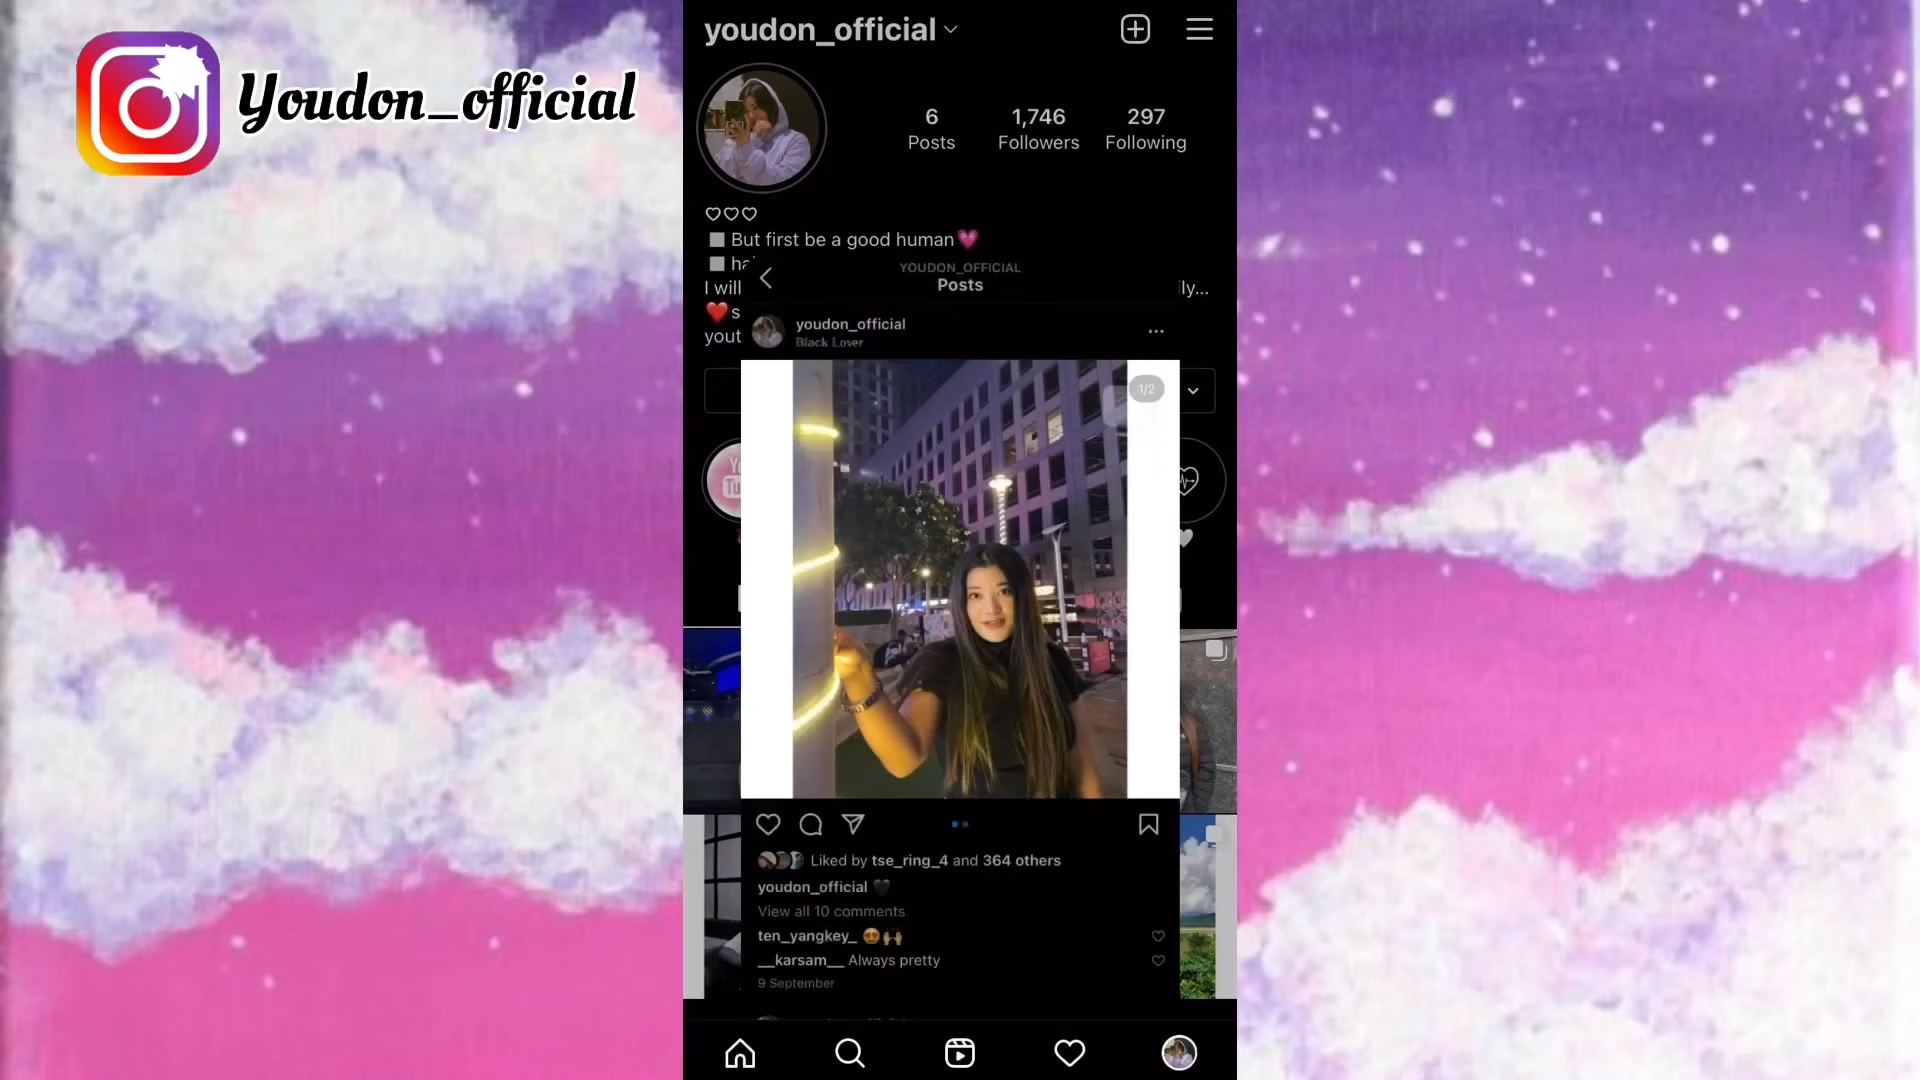 Youdon_official
youdon_official
6
1,746
297
Posts
Followers
Following
But first be a good human
I will
ily...
yout
YOUDON_OFFICIAL
Posts
youdon_official
Black Lover
1/2
Liked by tse_ring_4 and 364 others
youdon_official
View all 10 comments
ten_yangkey_
__karsam__ Always pretty
9 September